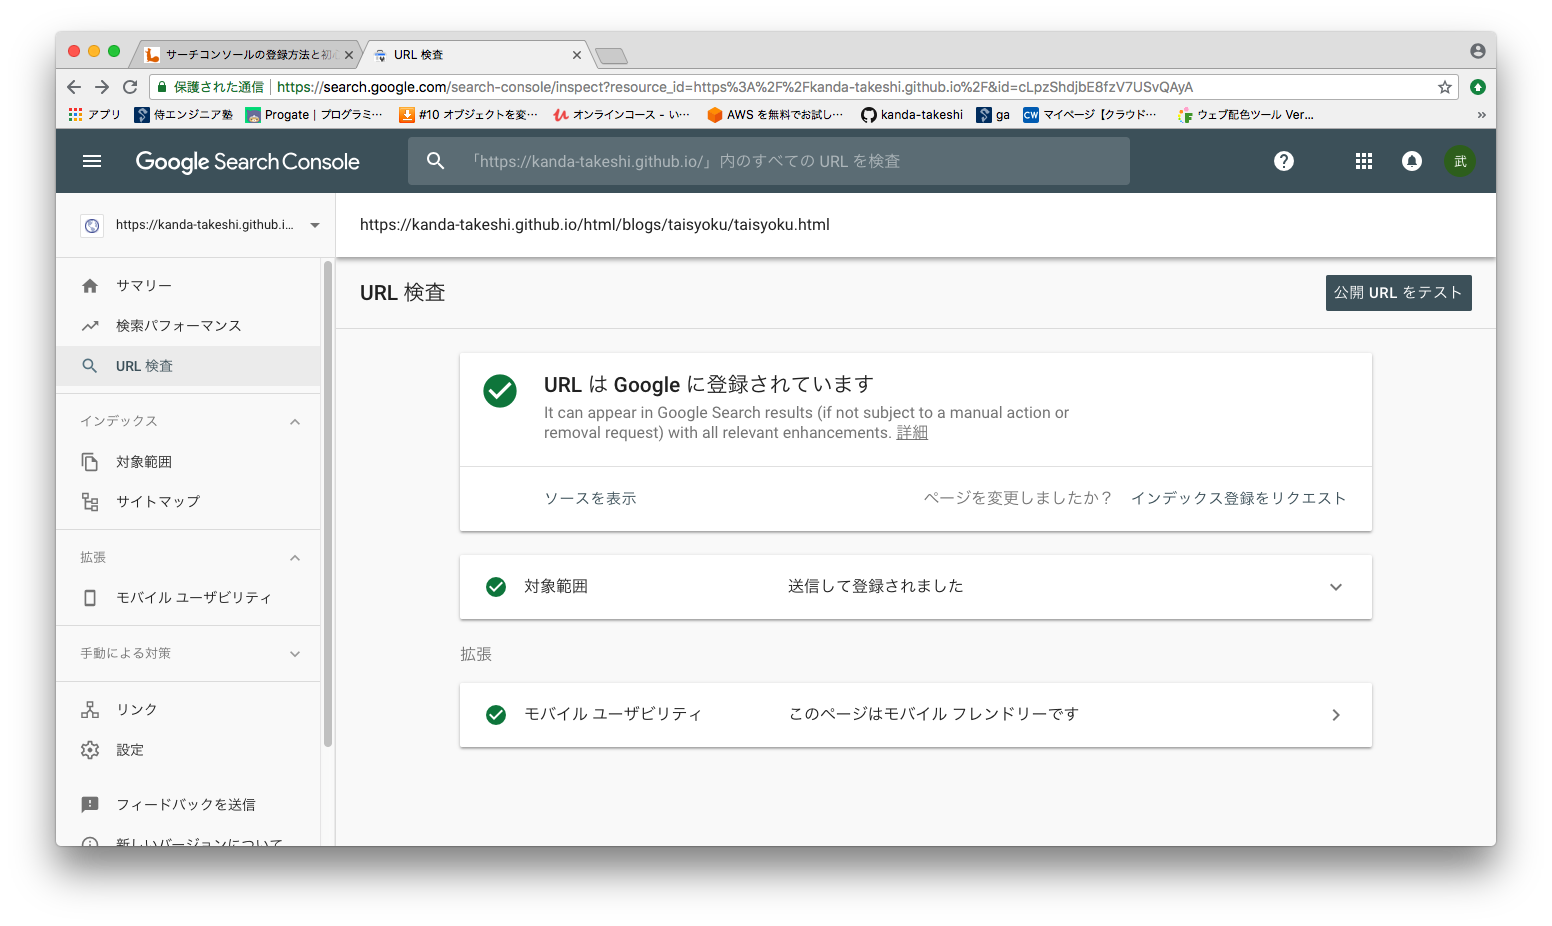 サーチコンソールの登録方法と初心
URL 検査
保護された通信
https://search.google.com/search-console/inspect?resource_id=https%3A%2F%2Fkanda-takeshi.github.io%2F&id=cLpzShdjbE8fzV7USvQAyA
アプリ
侍エンジニア塾
Progate | プログラミ…
#10 オブジェクトを変…
オンラインコース - い…
AWS を無料でお試し…
kanda-takeshi
ga
CW マイページ【クラウド…
ウェブ配色ツール Ver…
»
Google Search Console
「https://kanda-takeshi.github.io/」内のすべての URL を検査
武
https://kanda-takeshi.github.i...
https://kanda-takeshi.github.io/html/blogs/taisyoku/taisyoku.html
サマリー
検索パフォーマンス
URL 検査
インデックス
対象範囲
サイトマップ
拡張
モバイル ユーザビリティ
手動による対策
リンク
設定
フィードバックを送信
新しいバージョンについて
URL 検査
公開 URL をテスト
URL は Google に登録されています
It can appear in Google Search results (if not subject to a manual action or
removal request) with all relevant enhancements. 詳細
ソースを表示
ページを変更しましたか？ インデックス登録をリクエスト
対象範囲
送信して登録されました
拡張
モバイル ユーザビリティ
このページはモバイル フレンドリーです